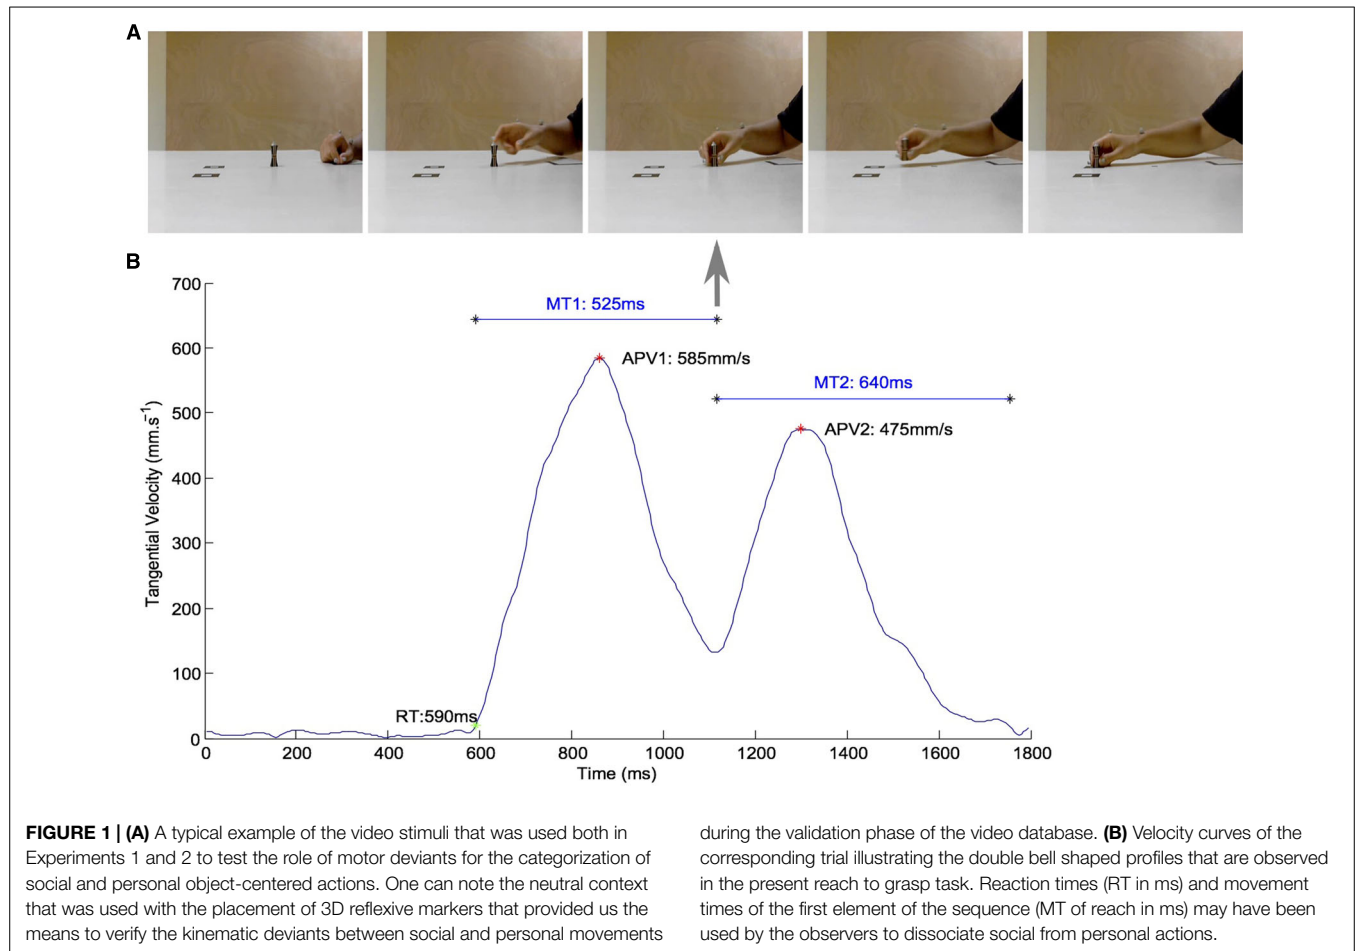 A
B
700
600
500
400
300
200
100
0
Tangential Velocity (mm.s⁻¹)
MT1: 525ms
APV1: 585mm/s
MT2: 640ms
APV2: 475mm/s
RT:590ms
0 200 400 600 800 1000 1200 1400 1600 1800
Time (ms)
FIGURE 1 | (A) A typical example of the video stimuli that was used both in
Experiments 1 and 2 to test the role of motor deviants for the categorization of
social and personal object-centered actions. One can note the neutral context
that was used with the placement of 3D reflexive markers that provided us the
means to verify the kinematic deviants between social and personal movements
during the validation phase of the video database. (B) Velocity curves of the
corresponding trial illustrating the double bell shaped profiles that are observed
in the present reach to grasp task. Reaction times (RT in ms) and movement
times of the first element of the sequence (MT of reach in ms) may have been
used by the observers to dissociate social from personal actions.